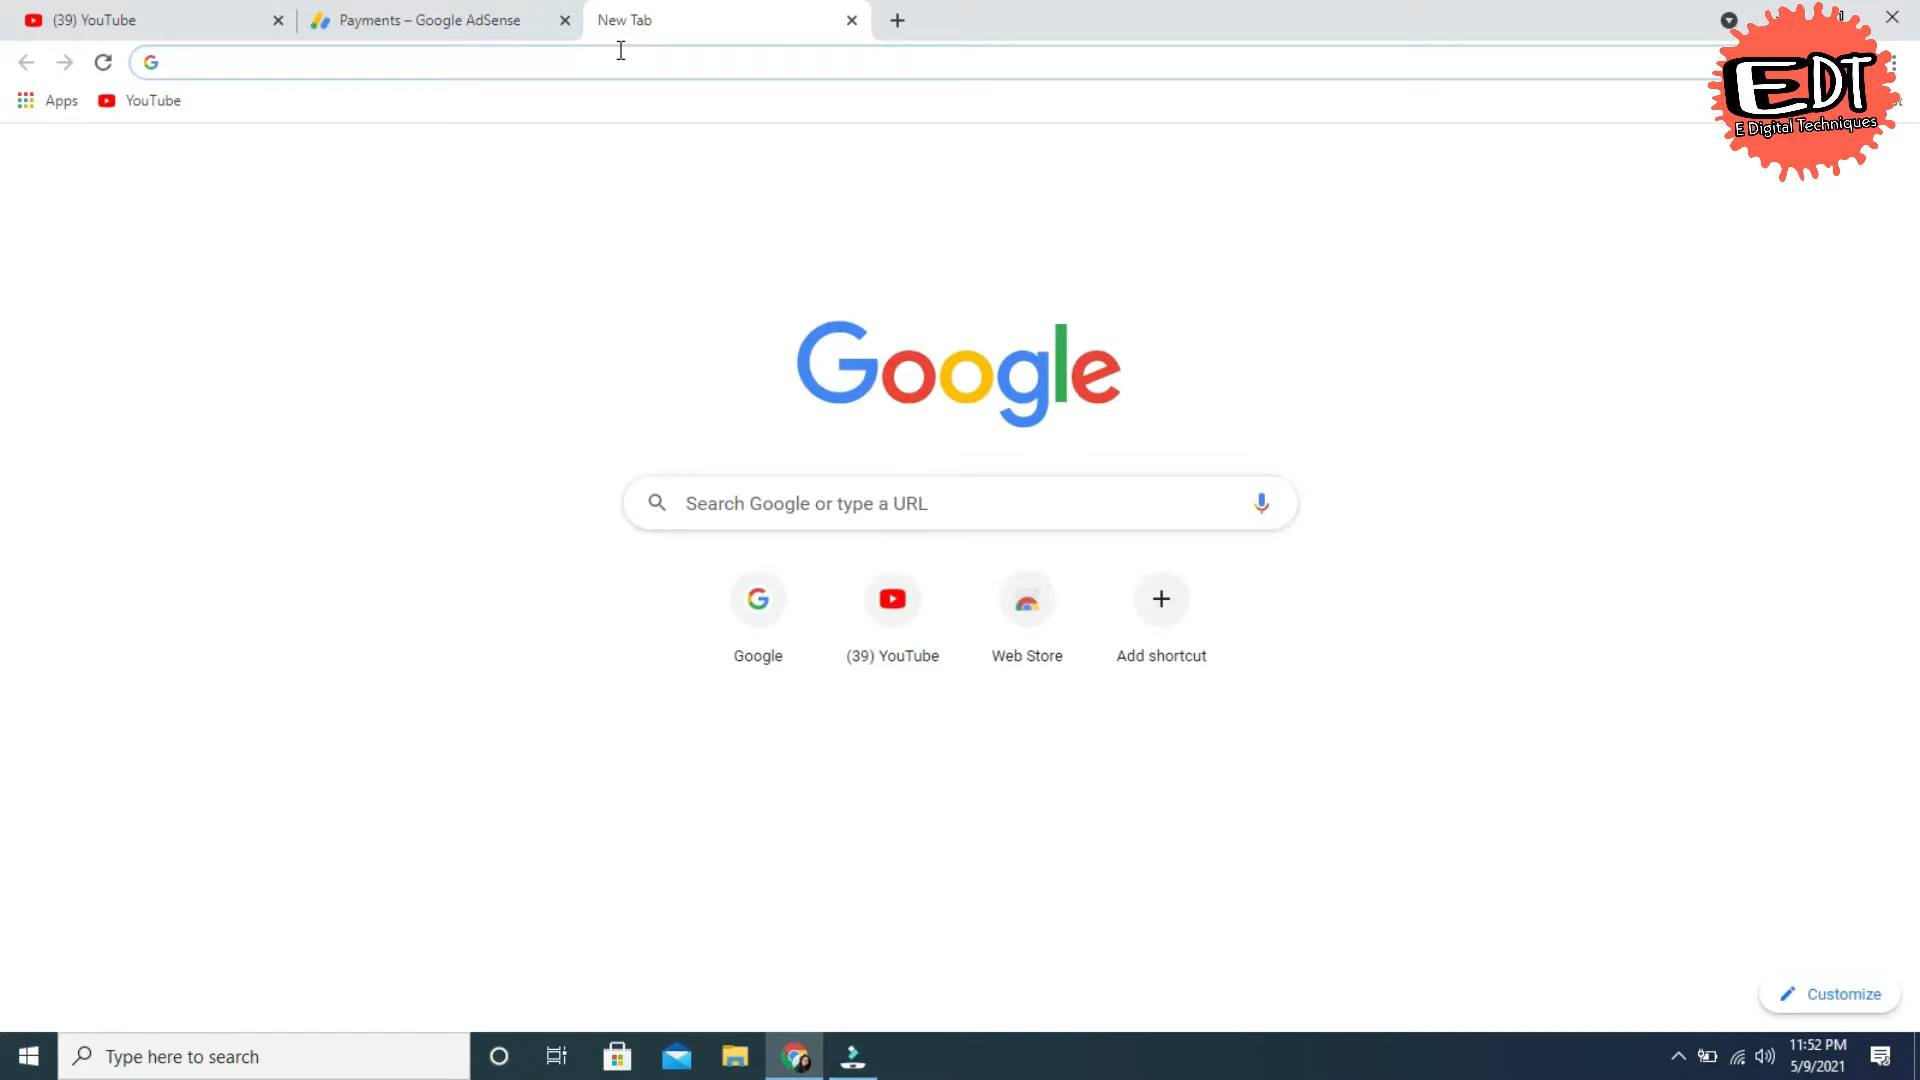 (39) YouTube
Payments – Google AdSense
New Tab
Apps
YouTube
EDT
E Digital Techniques
Google
Search Google or type a URL
Google
(39) YouTube
Web Store
Add shortcut
Customize
Type here to search
11:52 PM
5/9/2021